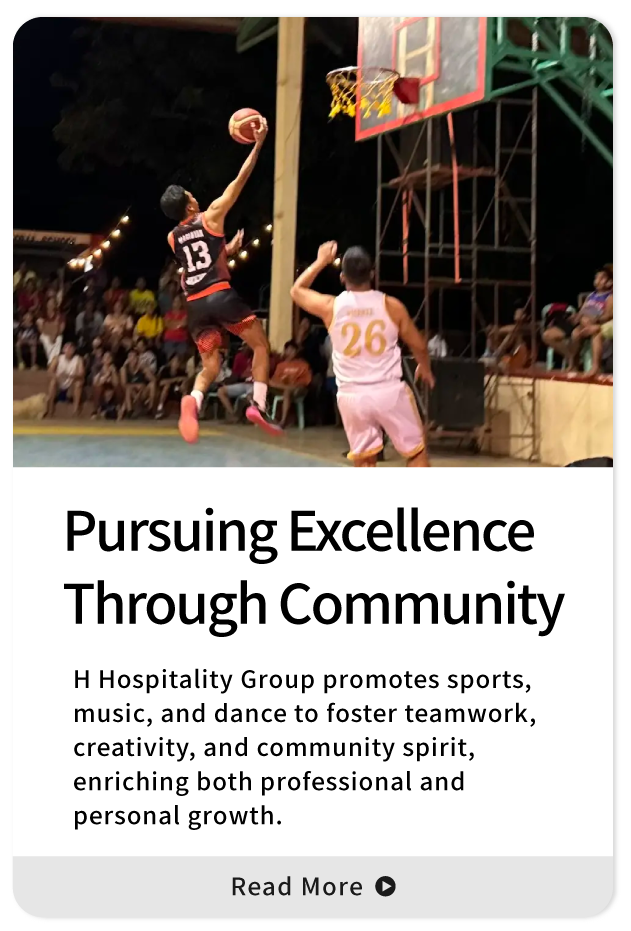 13
26
Pursuing Excellence
Through Community
H Hospitality Group promotes sports,
music, and dance to foster teamwork,
creativity, and community spirit,
enriching both professional and
personal growth.
Read More